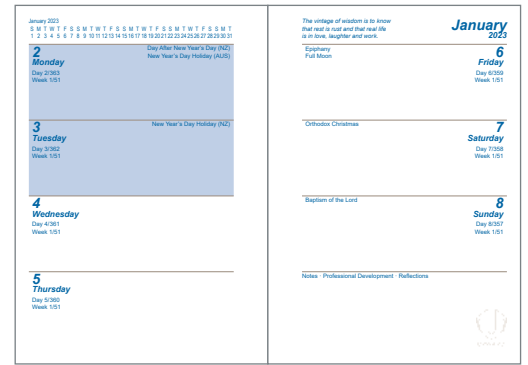 January 2023
S M T W T F S M T W T F S M T W T F S M T W T F S M T W T F S M T
1 2 3 4 5 6 7 8 9 10 11 12 13 14 15 16 17 18 19 20 21 22 23 24 25 26 27 28 29 30 31
2
Day After New Year's Day (NZ)
Monday
New Year's Day Holiday (AUS)
Day 2/363
Week 1/51
3
New Year's Day Holiday (NZ)
Tuesday
Day 3/362
Week 1/51
4
Wednesday
Day 4/361
Week 1/51
5
Thursday
Day 5/360
Week 1/51
The vintage of wisdom is to know
that rest is rust and that real life
is in love, laughter and work.
January
2023
Epiphany
Full Moon
6
Friday
Day 6/359
Week 1/51
Orthodox Christmas
7
Saturday
Day 7/358
Week 1/51
Baptism of the Lord
8
Sunday
Day 8/357
Week 1/51
Notes · Professional Development · Reflections